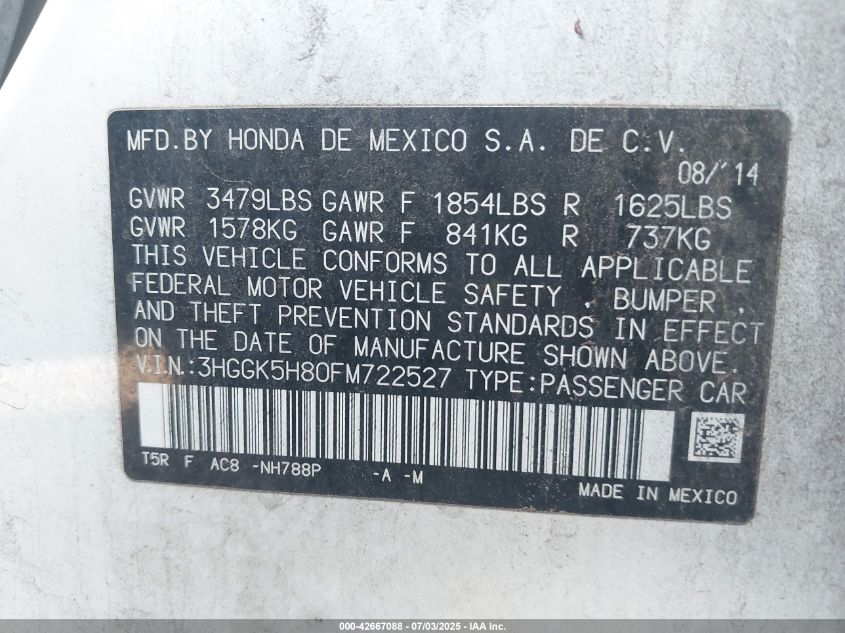 MFD.BY HONDA DE MEXICO S.A. DE C.V.
08/'14
GVWR 3479LBS GAWR F 1854LBS R 1625LBS
GVWR 1578KG GAWR F 841KG R 737KG
THIS VEHICLE CONFORMS TO ALL APPLICABLE
FEDERAL MOTOR VEHICLE SAFETY , BUMPER ,
AND THEFT PREVENTION STANDARDS IN EFFECT
ON THE DATE OF MANUFACTURE SHOWN ABOVE.
V.I.N.:3HGGK5H80FM722527 TYPE:PASSENGER CAR
T5R F AC8 -NH788P -A -M
MADE IN MEXICO
000-42667088 - 07/03/2025 - IAA Inc.